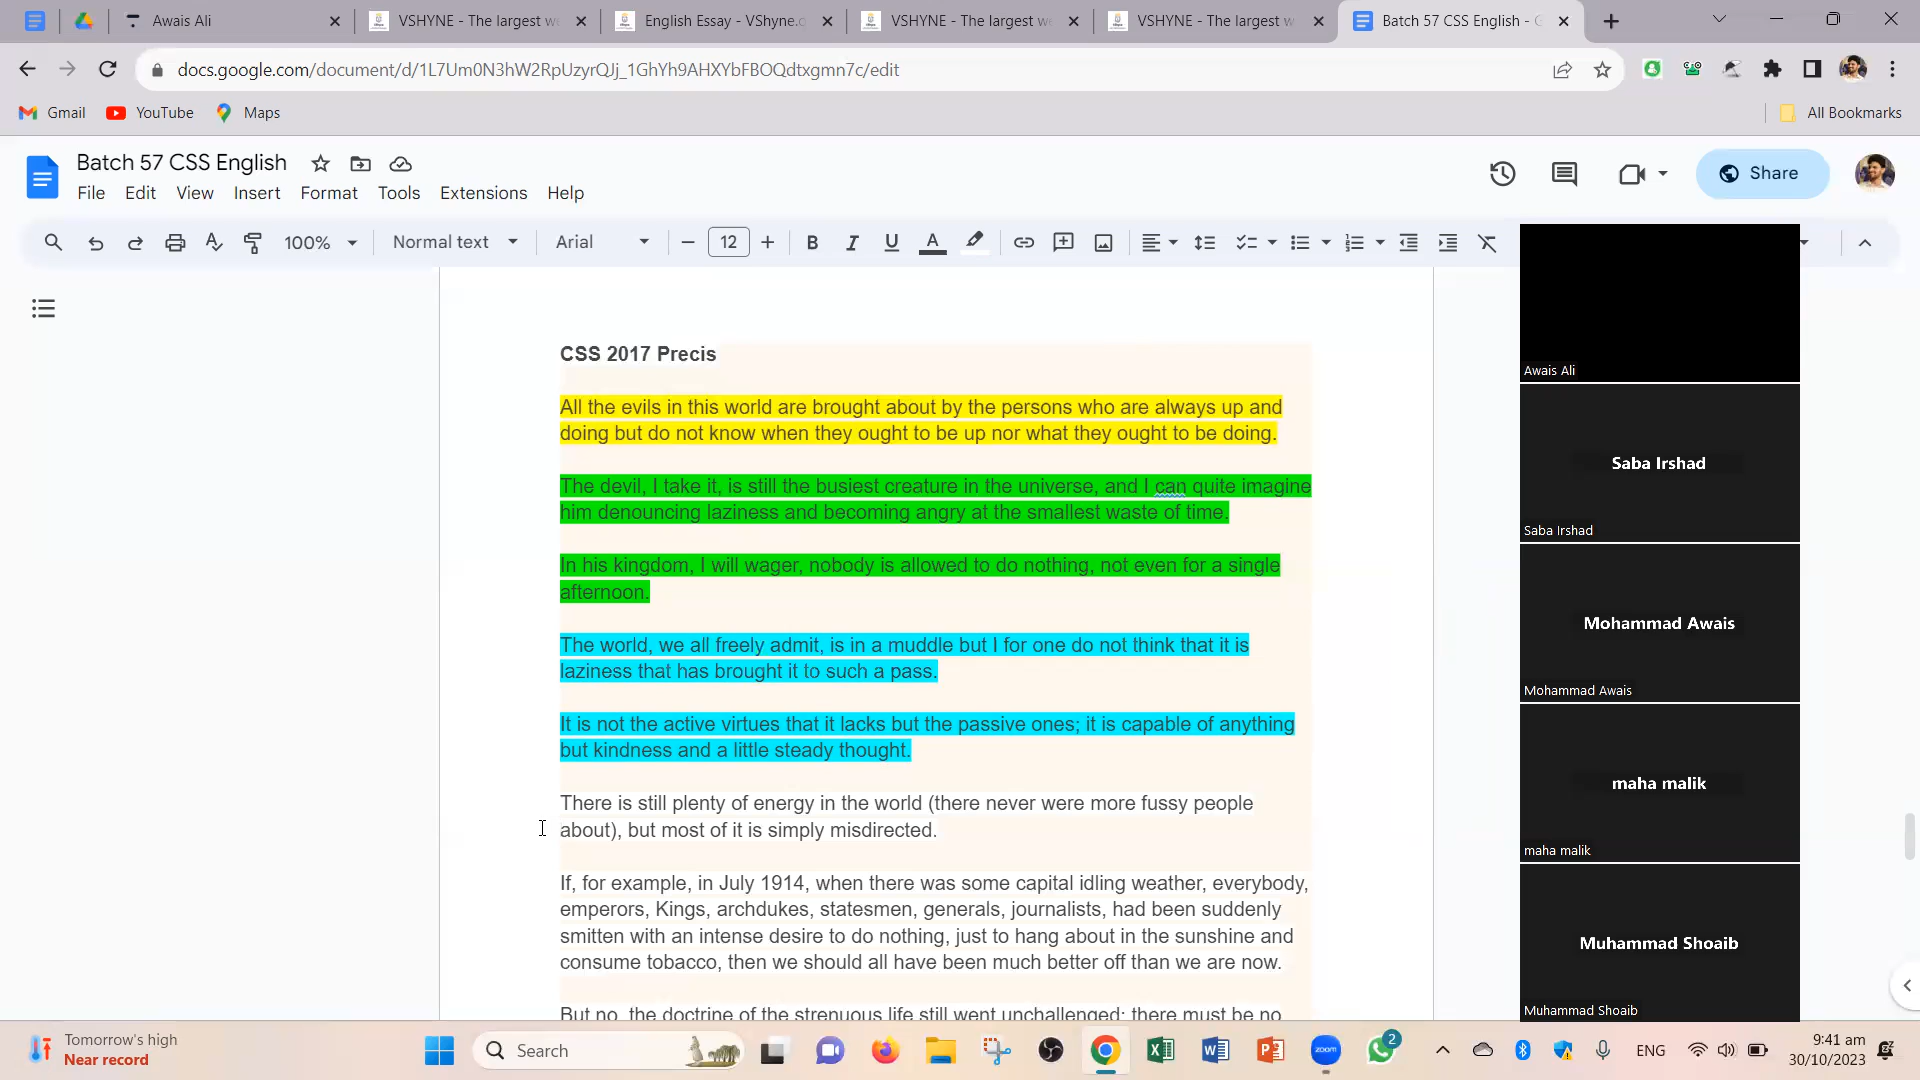 Awais Ali
VSHYNE - The largest w
English Essay - VShyne.c
VSHYNE - The largest w
VSHYNE - The largest w
Batch 57 CSS English - G
docs.google.com/document/d/1L7Um0N3hW2RpUzyrQJj_1GhYh9AHXYbFBOQdtxgmn7c/edit
Gmail
YouTube
Maps
All Bookmarks
Batch 57 CSS English
File Edit View Insert Format Tools Extensions Help
Share
100%
Normal text
Arial
12
CSS 2017 Precis
All the evils in this world are brought about by the persons who are always up and
doing but do not know when they ought to be up nor what they ought to be doing.
The devil, I take it, is still the busiest creature in the universe, and I can quite imagine
him denouncing laziness and becoming angry at the smallest waste of time.
In his kingdom, I will wager, nobody is allowed to do nothing, not even for a single
afternoon.
The world, we all freely admit, is in a muddle but I for one do not think that it is
laziness that has brought it to such a pass.
It is not the active virtues that it lacks but the passive ones; it is capable of anything
but kindness and a little steady thought.
There is still plenty of energy in the world (there never were more fussy people
about), but most of it is simply misdirected.
If, for example, in July 1914, when there was some capital idling weather, everybody,
emperors, Kings, archdukes, statesmen, generals, journalists, had been suddenly
smitten with an intense desire to do nothing, just to hang about in the sunshine and
consume tobacco, then we should all have been much better off than we are now.
But no, the doctrine of the strenuous life still went unchallenged; there must be no
Awais Ali
Saba Irshad
Saba Irshad
Mohammad Awais
Mohammad Awais
maha malik
maha malik
Muhammad Shoaib
Muhammad Shoaib
Tomorrow's high
Near record
Search
zoom
2
ENG
9:41 am
30/10/2023